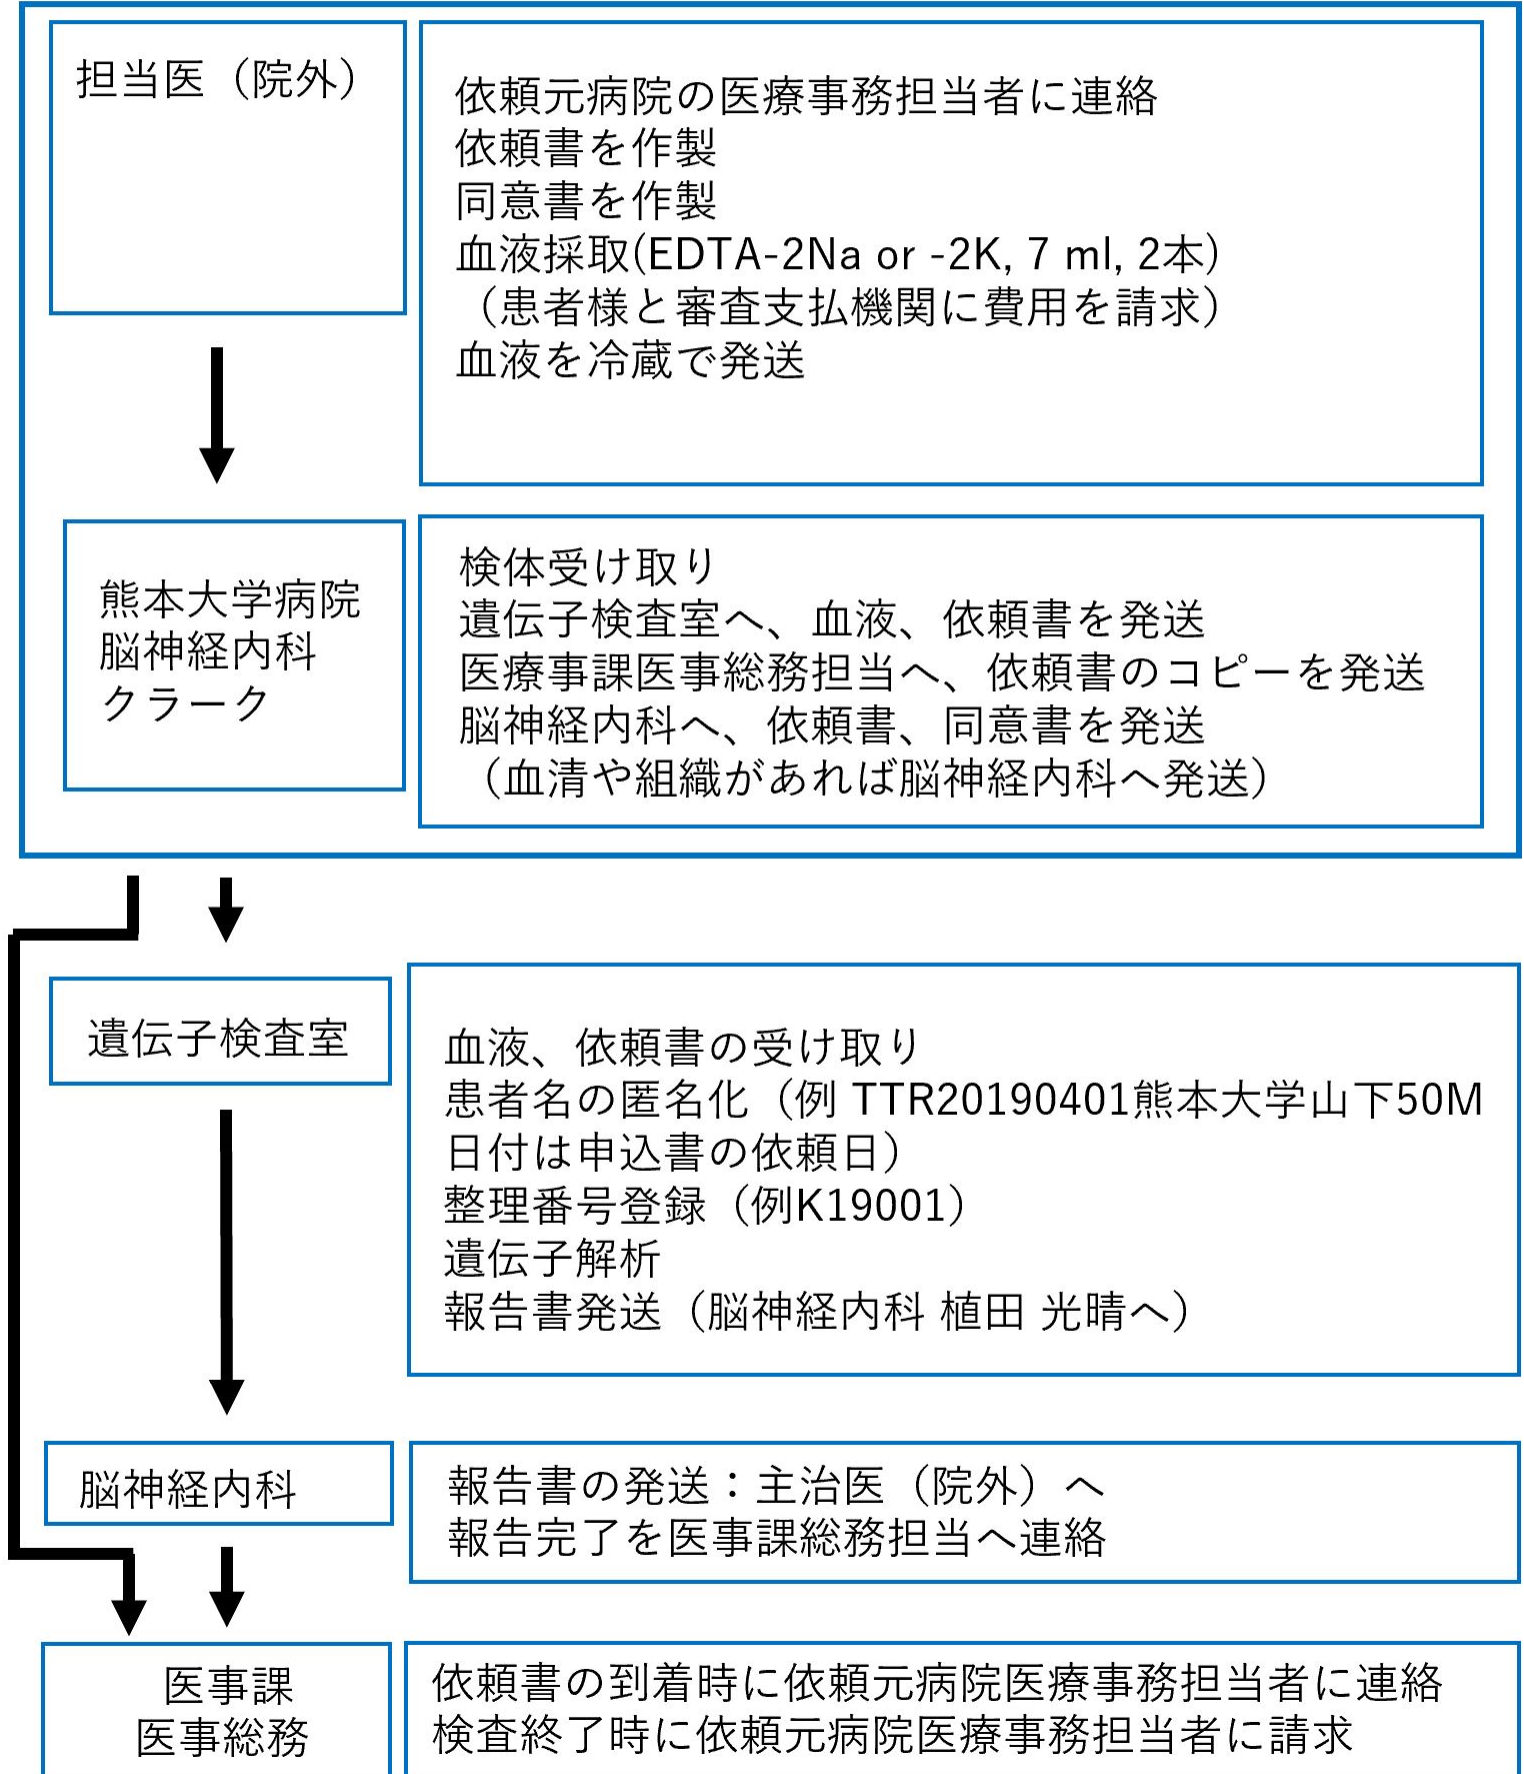 担当医（院外）
依頼元病院の医療事務担当者に連絡
依頼書を作製
同意書を作製
血液採取(EDTA-2Na or -2K, 7 ml, 2本)
（患者様と審査支払機関に費用を請求）
血液を冷蔵で発送
熊本大学病院
脳神経内科
クラーク
検体受け取り
遺伝子検査室へ、血液、依頼書を発送
医療事課医事総務担当へ、依頼書のコピーを発送
脳神経内科へ、依頼書、同意書を発送
（血清や組織があれば脳神経内科へ発送）
遺伝子検査室
血液、依頼書の受け取り
患者名の匿名化（例 TTR20190401熊本大学山下50M
日付は申込書の依頼日）
整理番号登録（例K19001）
遺伝子解析
報告書発送（脳神経内科 植田 光晴へ）
脳神経内科
報告書の発送：主治医（院外）へ
報告完了を医事課総務担当へ連絡
医事課
医事総務
依頼書の到着時に依頼元病院医療事務担当者に連絡
検査終了時に依頼元病院医療事務担当者に請求